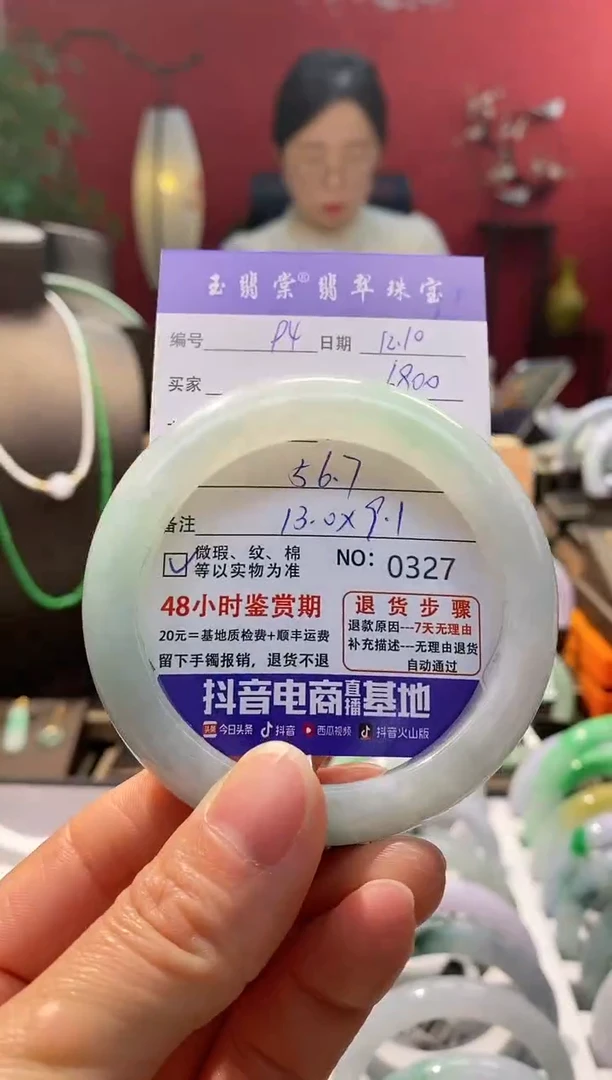 玉翡棠®翡翠珠宝
编号 P4 日期 12.10
买家 1800
56.7
备注 13.0×9.1
微瑕、纹、棉
等以实物为准
NO: 0327
48小时鉴赏期
20元=基地质检费+顺丰运费
留下手镯报销，退货不退
退货步骤
退款原因---7天无理由
补充描述---无理由退货
自动通过
抖音电商直播基地
头条 今日头条 抖音 西瓜视频 抖音火山版